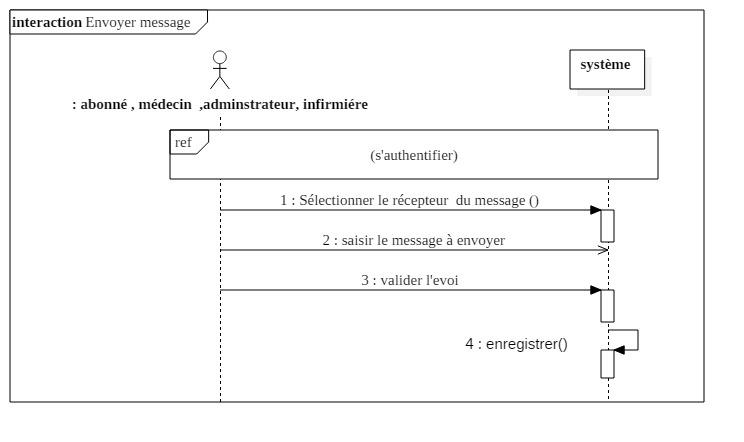 interaction Envoyer message
système
: abonné , médecin  ,adminstrateur, infirmiére
ref
(s'authentifier)
1 : Sélectionner le récepteur  du message ()
2 : saisir le message à envoyer
3 : valider l'evoi
4 : enregistrer()